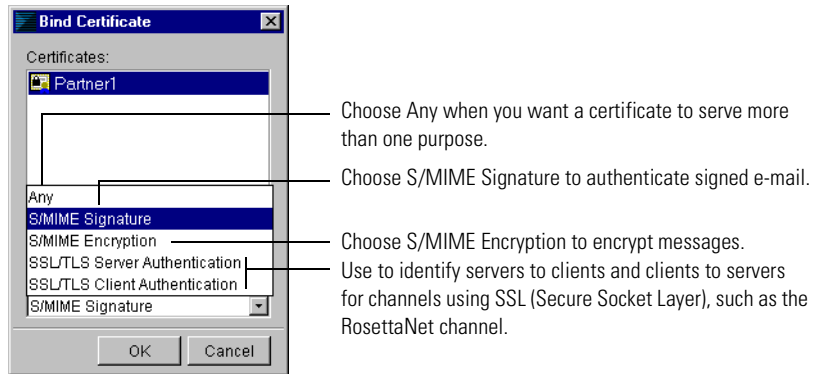 Bind Certificate
Certificates:
Partner1
Any
S/MIME Signature
S/MIME Encryption
SSL/TLS Server Authentication
SSL/TLS Client Authentication
S/MIME Signature
OK
Cancel
Choose Any when you want a certificate to serve more
than one purpose.
Choose S/MIME Signature to authenticate signed e-mail.
Choose S/MIME Encryption to encrypt messages.
Use to identify servers to clients and clients to servers
for channels using SSL (Secure Socket Layer), such as the
RosettaNet channel.